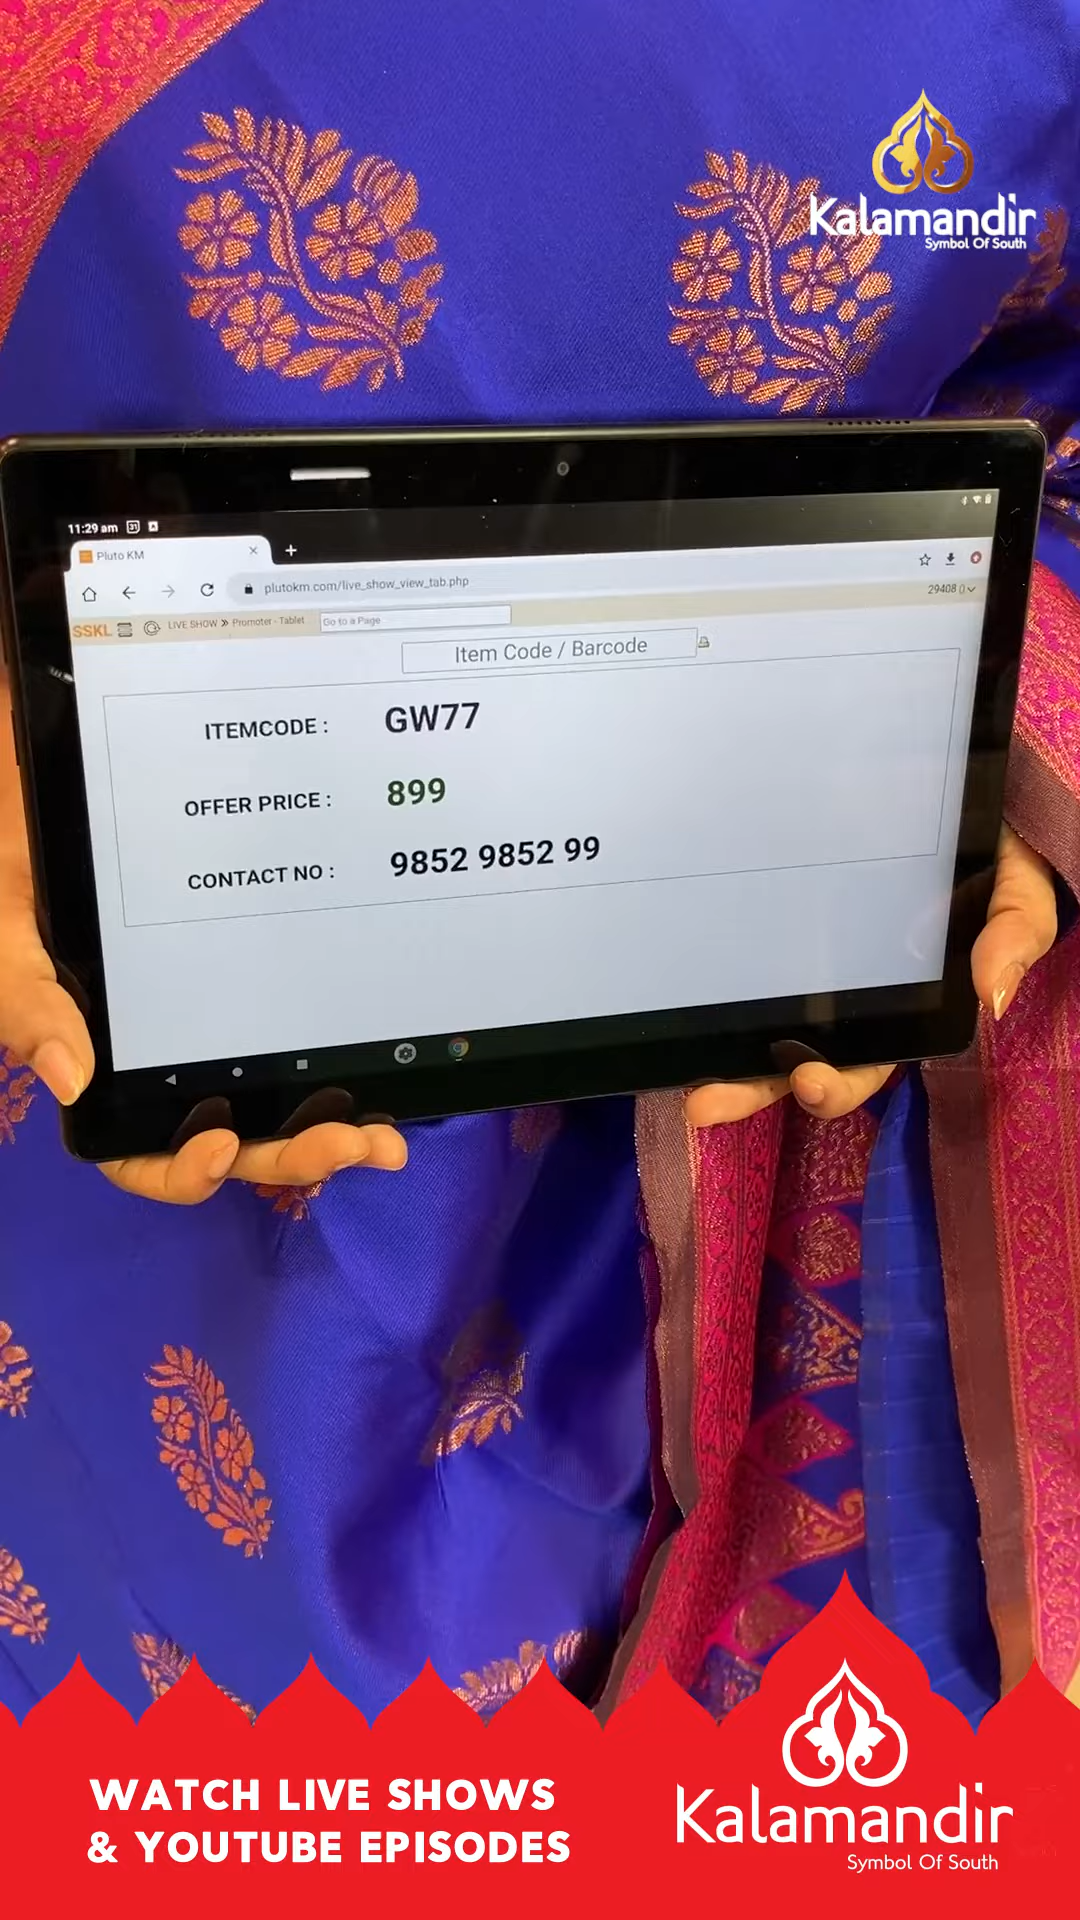 Kalamandir
Symbol Of South
11:29 am 31
Pluto KM
plutokm.com/live_show_view_tab.php
29408 ()
SSKL LIVE SHOW » Promoter - Tablet Go to a Page
Item Code / Barcode
ITEMCODE : GW77
OFFER PRICE : 899
CONTACT NO : 9852 9852 99
WATCH LIVE SHOWS
& YOUTUBE EPISODES
Kalamandir
Symbol Of South